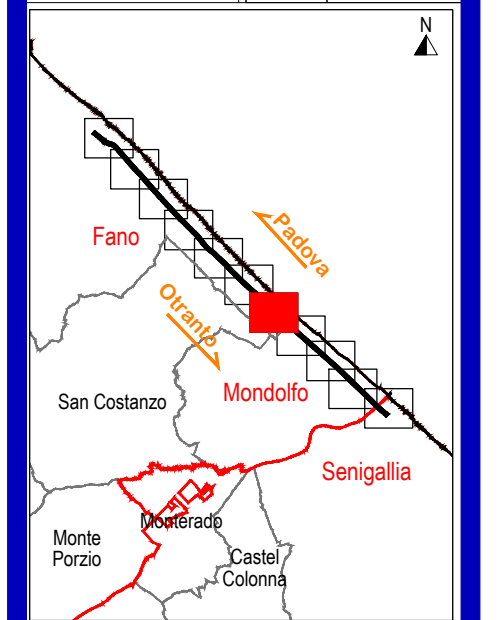 N
Padova
Fano
Otranto
San Costanzo
Mondolfo
Senigallia
Monterado
Monte
Porzio
Castel
Colonna